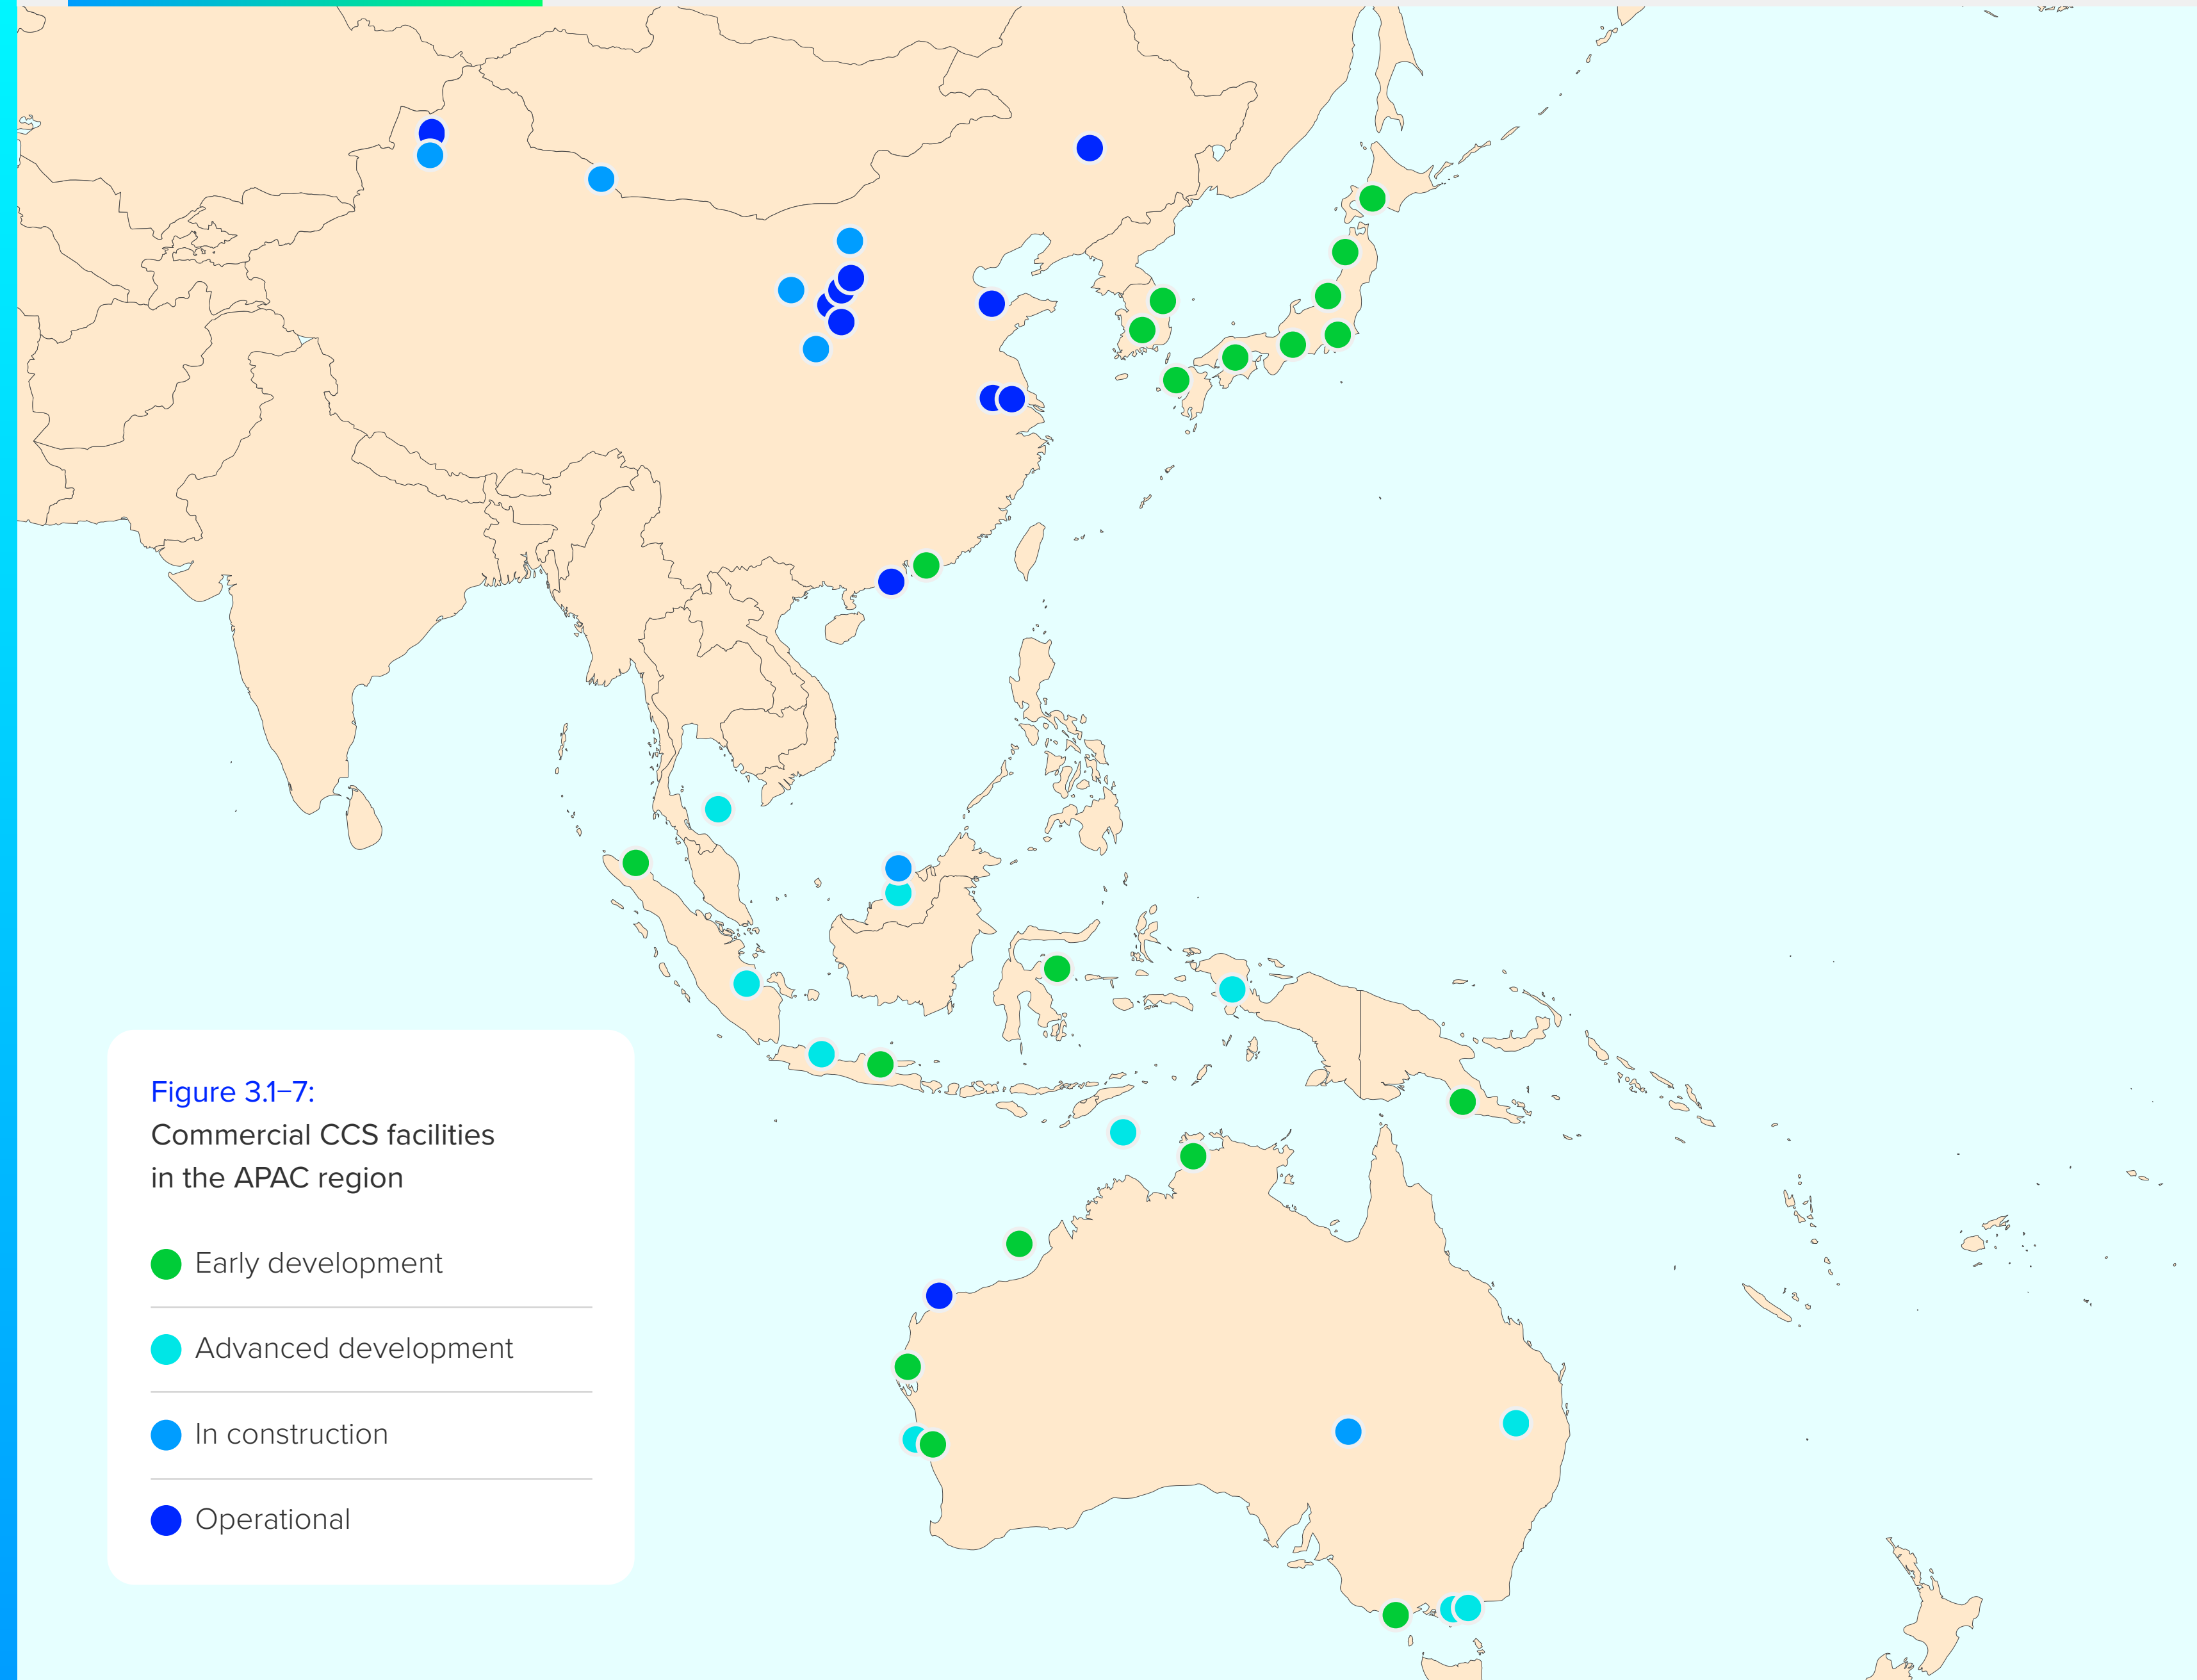 Figure 3.1–7:
Commercial CCS facilities
in the APAC region
Early development
Advanced development
In construction
Operational